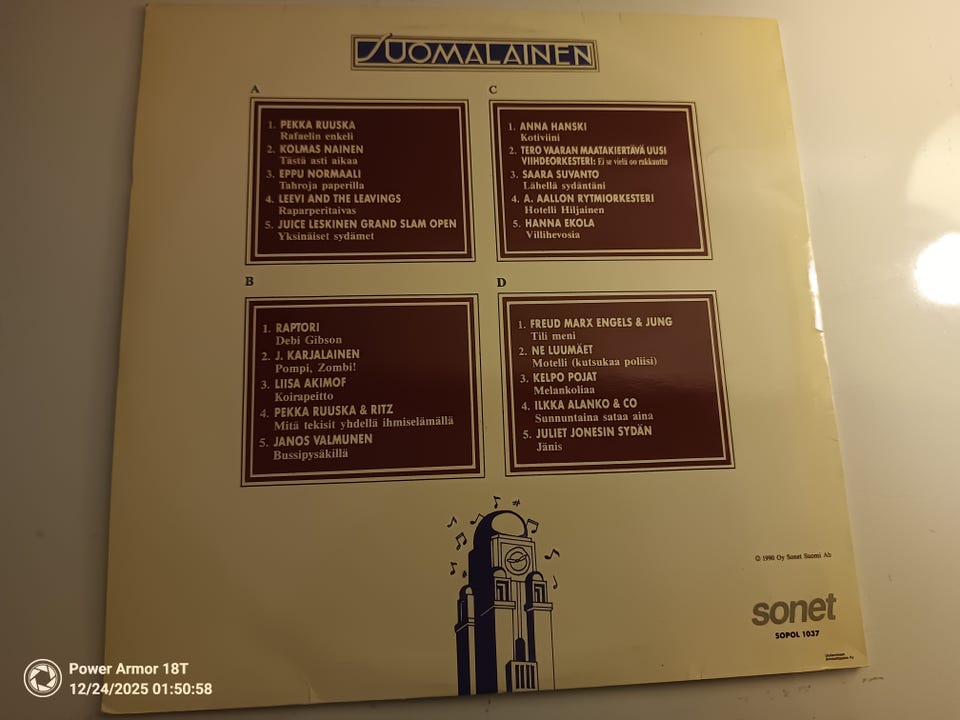 SUOMALAINEN
A
1. PEKKA RUUSKA
Rafaelin enkeli
2. KOLMAS NAINEN
Tästä asti aikaa
3. EPPU NORMAALI
Tahroja paperilla
4. LEEVI AND THE LEAVINGS
Raparperitaivas
5. JUICE LESKINEN GRAND SLAM OPEN
Yksinäiset sydämet
B
1. RAPTORI
Debi Gibson
2. J. KARJALAINEN
Pompi, Zombi!
3. LIISA AKIMOF
Koirapeitto
4. PEKKA RUUSKA & RITZ
Mitä tekisit yhdellä ihmiselämällä
5. JANOS VALMUNEN
Bussipysäkillä
C
1. ANNA HANSKI
Kotiviini
2. TERO VAARAN MAATAKIERTÄVÄ UUSI
VIIHDEORKESTERI: Ei se vielä oo rakkautta
3. SAARA SUVANTO
Lähellä sydäntäni
4. A. AALLON RYTMIORKESTERI
Hotelli Hiljainen
5. HANNA EKOLA
Villihevosia
D
1. FREUD MARX ENGELS & JUNG
Tili meni
2. NE LUUMÄET
Motelli (kutsukaa poliisi)
3. KELPO POJAT
Melankoliaa
4. ILKKA ALANKO & CO
Sunnuntaina sataa aina
5. JULIET JONESIN SYDÄN
Jänis
© 1990 Oy Sonet Suomi Ab
sonet
SOPOL 1037
Power Armor 18T
12/24/2025 01:50:58